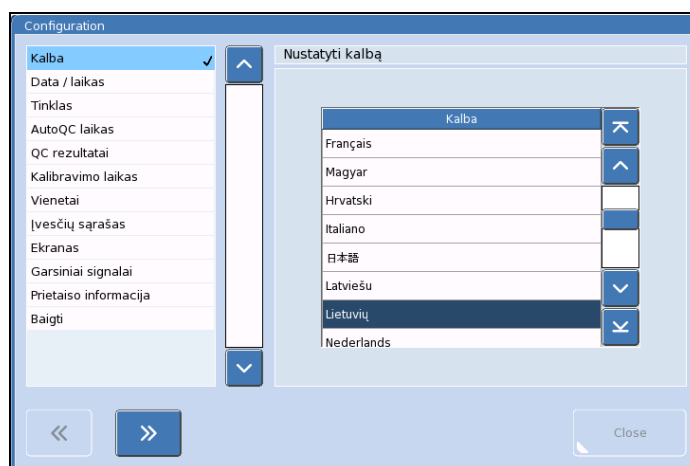 Configuration
Kalba
Data / laikas
Tinklas
AutoQC laikas
QC rezultatai
Kalibravimo laikas
Vienetai
Įvesčių sąrašas
Ekranas
Garsiniai signalai
Prietaiso informacija
Baigti
Nustatyti kalbą
Kalba
Français
Magyar
Hrvatski
Italiano
日本語
Latviešu
Lietuvių
Nederlands
Close